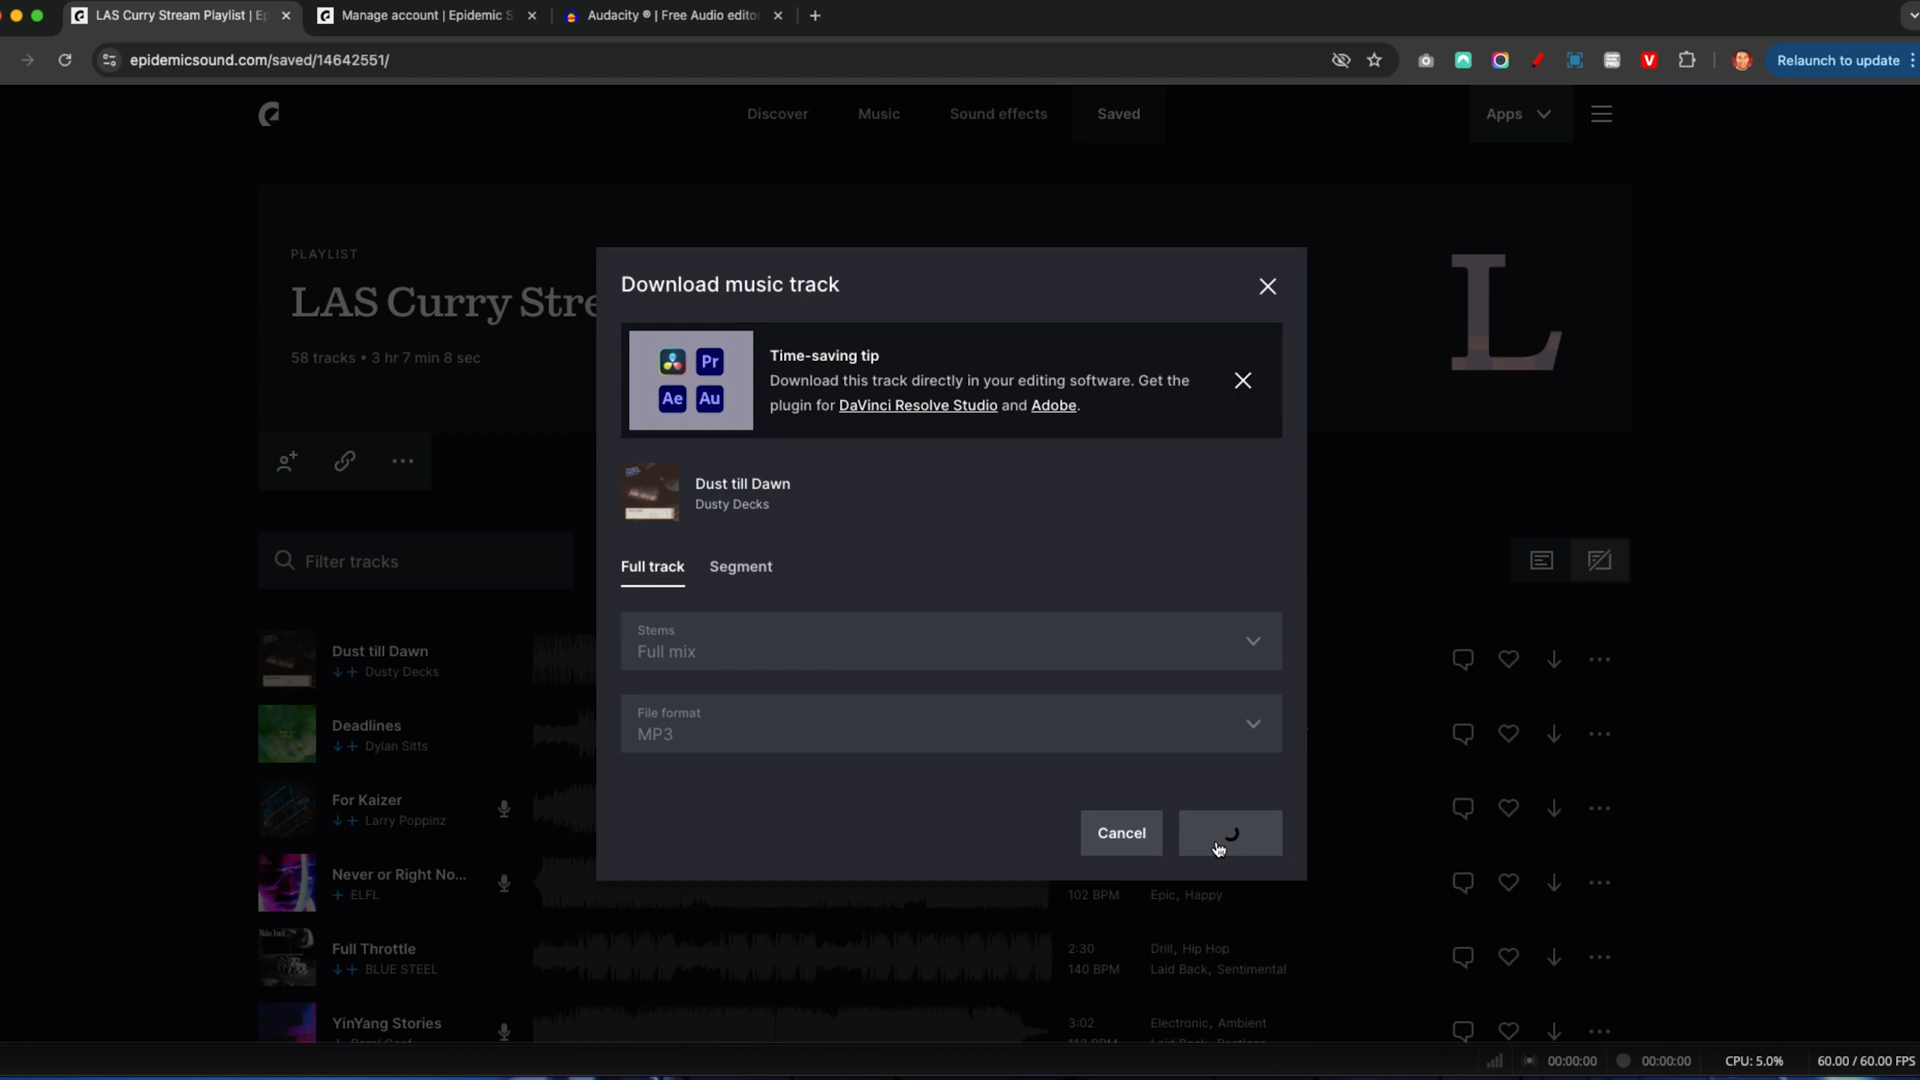 LAS Curry Stream Playlist | Ep
Manage account | Epidemic S
Audacity ® | Free Audio edito
epidemicsound.com/saved/14642551/
Relaunch to update
Discover
Music
Sound effects
Saved
Apps
PLAYLIST
LAS Curry Stre
58 tracks • 3 hr 7 min 8 sec
L
Download music track
Pr
Ae Au
Time-saving tip
Download this track directly in your editing software. Get the
plugin for DaVinci Resolve Studio and Adobe.
Dust till Dawn
Dusty Decks
Full track
Segment
Stems
Full mix
File format
MP3
Cancel
Filter tracks
Dust till Dawn
Dusty Decks
Deadlines
Dylan Sitts
For Kaizer
Larry Poppinz
Never or Right No...
ELFL
102 BPM
Epic, Happy
Full Throttle
BLUE STEEL
2:30
140 BPM
Drill, Hip Hop
Laid Back, Sentimental
YinYang Stories
3:02
Electronic, Ambient
00:00:00
00:00:00
CPU: 5.0%
60.00 / 60.00 FPS